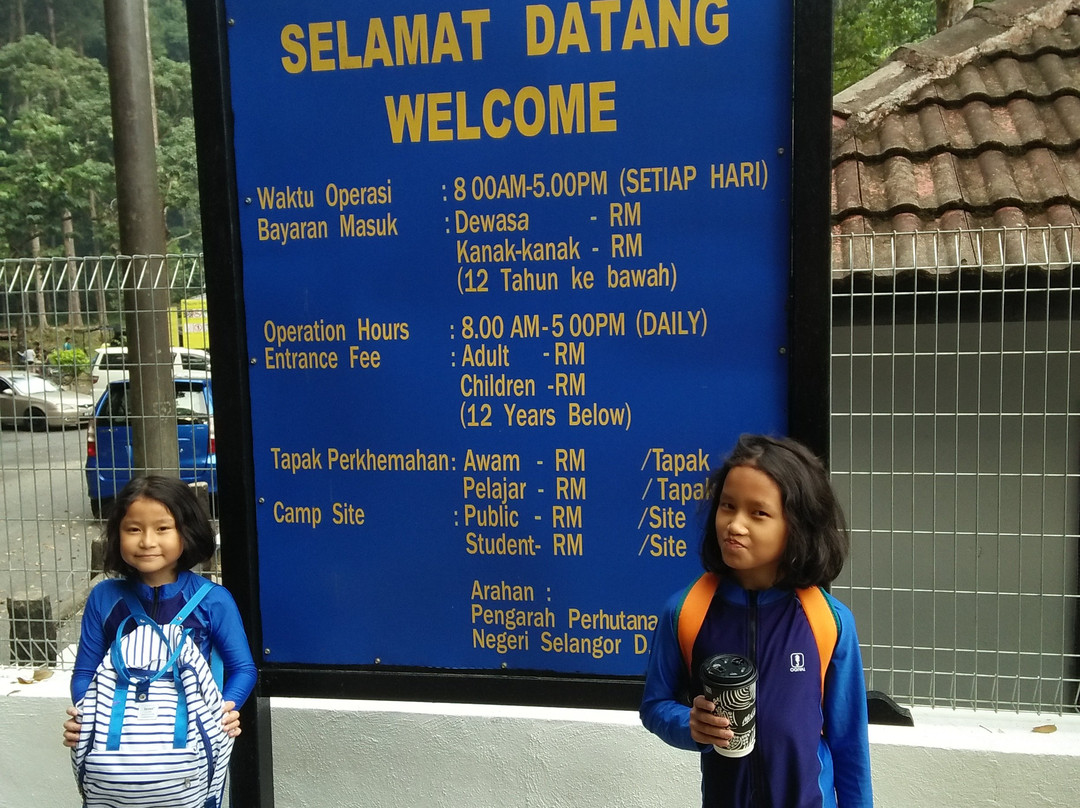 SELAMAT DATANG
WELCOME
Waktu Operasi : 8 00AM-5.00PM (SETIAP HARI)
Bayaran Masuk : Dewasa - RM
Kanak-kanak - RM
(12 Tahun ke bawah)
Operation Hours : 8.00 AM-5 00PM (DAILY)
Entrance Fee : Adult - RM
Children -RM
(12 Years Below)
Tapak Perkhemahan: Awam - RM /Tapak
Pelajar - RM /Tapak
Camp Site : Public - RM /Site
Student- RM /Site
Arahan :
Pengarah Perhutana
Negeri Selangor D.